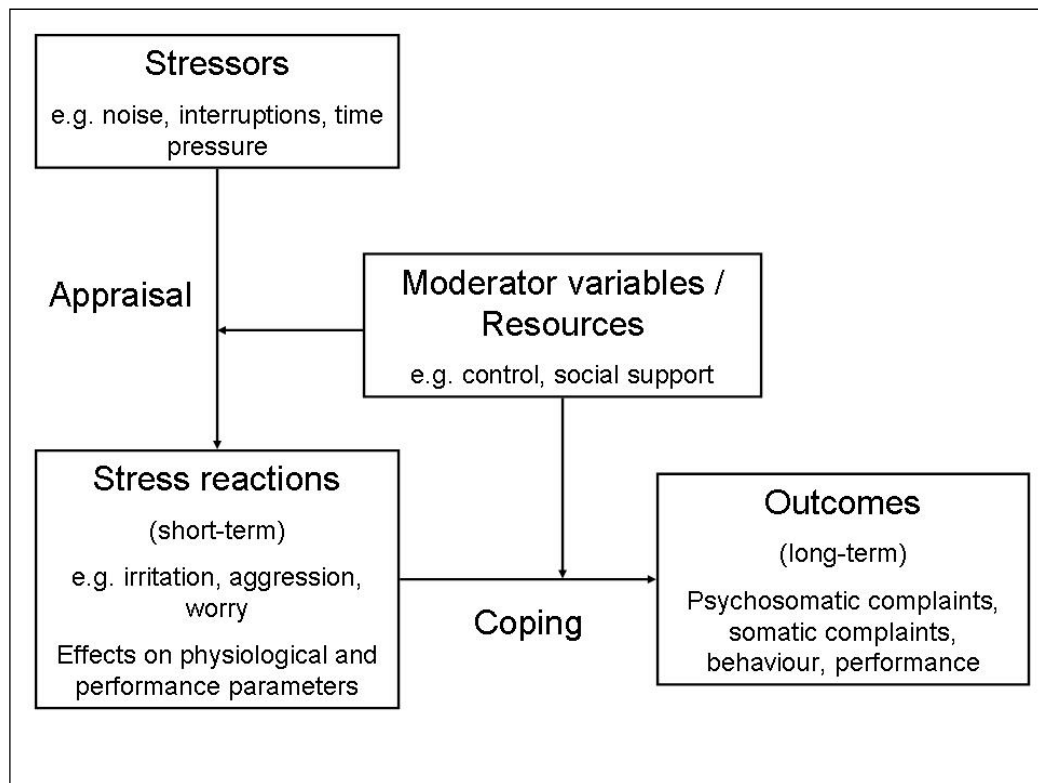 Stressors
e.g. noise, interruptions, time
pressure
Appraisal
Moderator variables /
Resources
e.g. control, social support
Stress reactions
(short-term)
e.g. irritation, aggression,
worry
Effects on physiological and
performance parameters
Coping
Outcomes
(long-term)
Psychosomatic complaints,
somatic complaints,
behaviour, performance